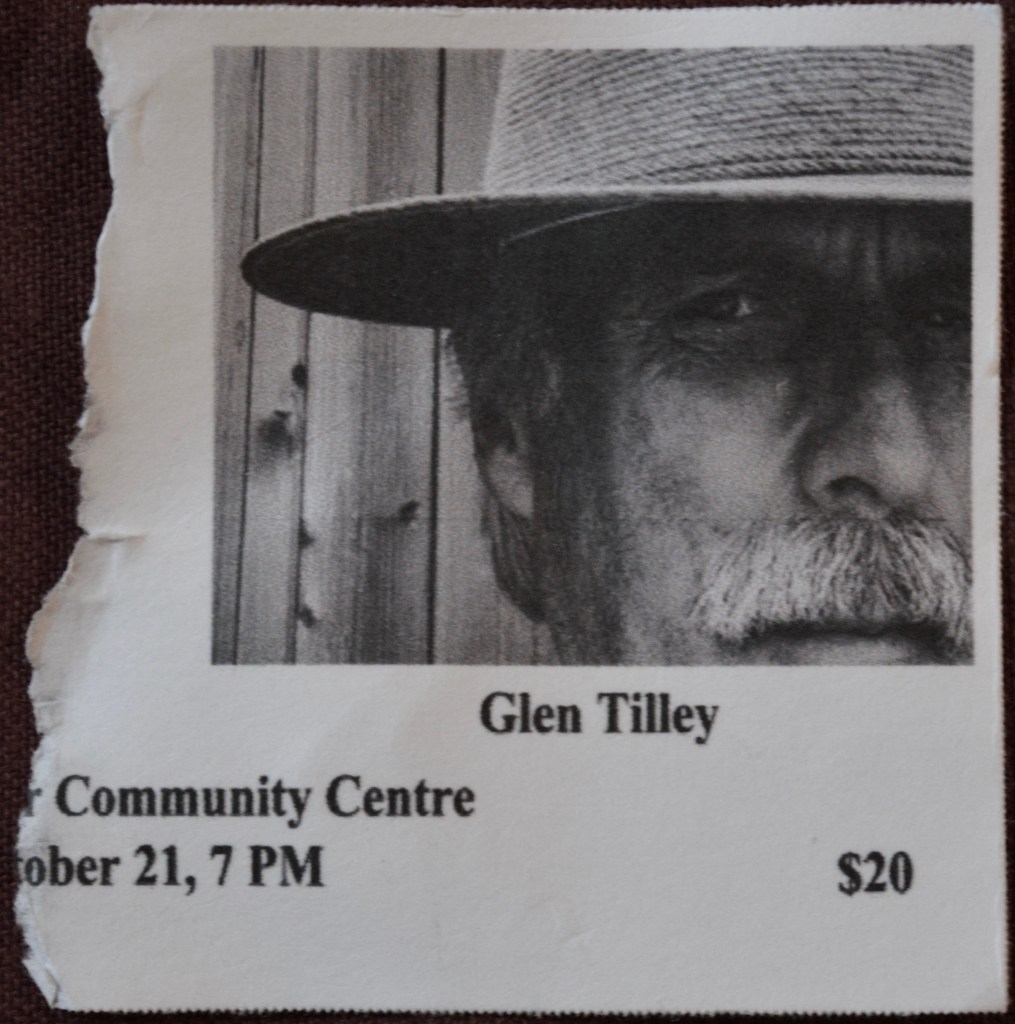 Glen Tilley
r Community Centre
tober 21, 7 PM
$20